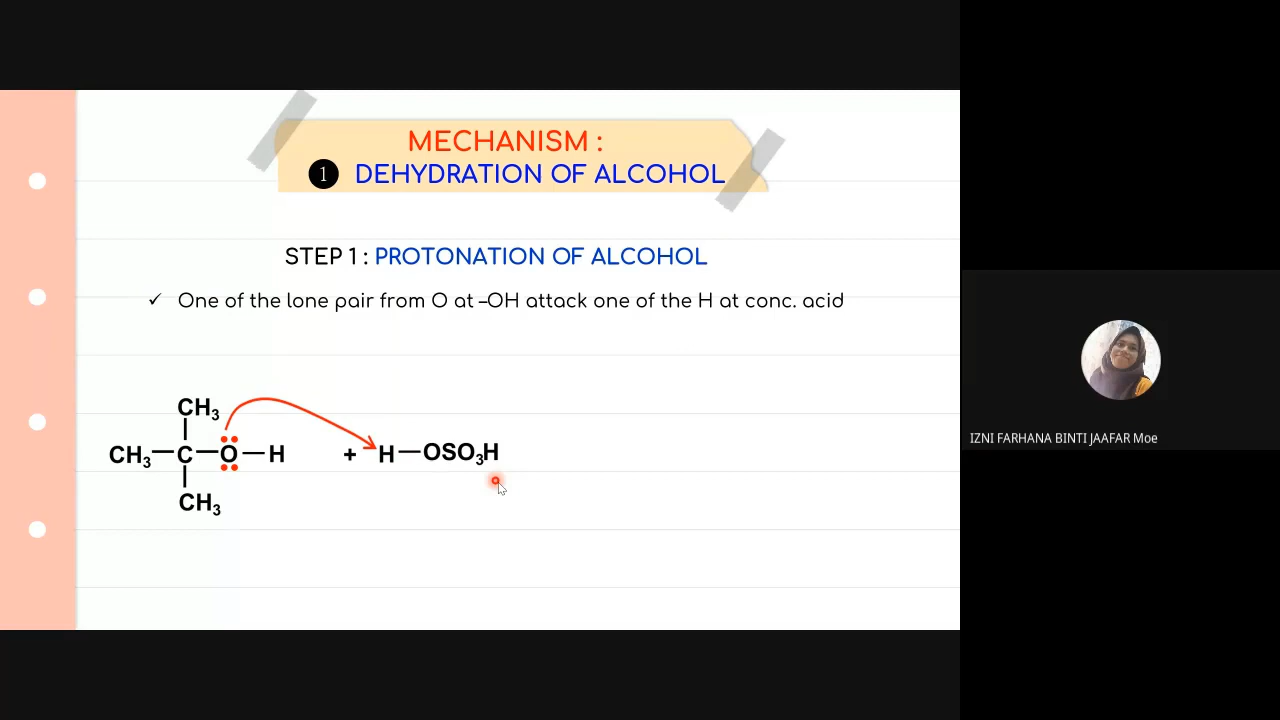 MECHANISM :
1 DEHYDRATION OF ALCOHOL
STEP 1 : PROTONATION OF ALCOHOL
✓ One of the lone pair from O at –OH attack one of the H at conc. acid
CH₃
CH₃—C—O—H + H—OSO₃H
CH₃
IZNI FARHANA BINTI JAAFAR Moe